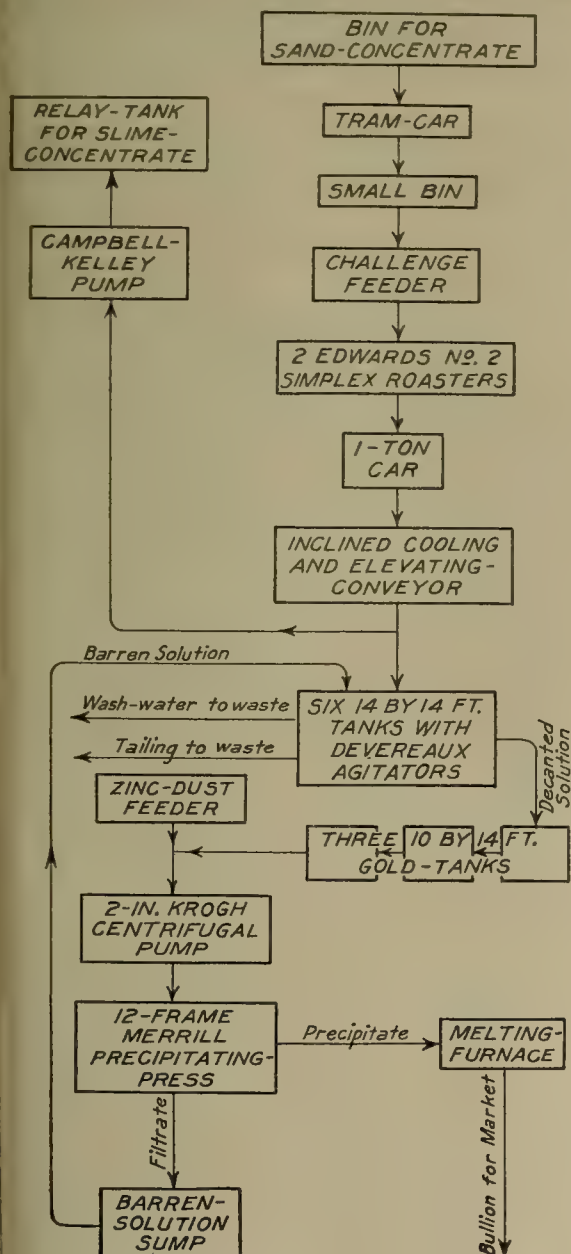 BIN FOR
SAND-CONCENTRATE
RELAY-TANK
FOR SLIME-
CONCENTRATE
TRAM-CAR
SMALL BIN
CAMPBELL-
KELLEY
PUMP
CHALLENGE
FEEDER
2 EDWARDS Nº. 2
SIMPLEX ROASTERS
1-TON
CAR
INCLINED COOLING
AND ELEVATING-
CONVEYOR
Barren Solution
Wash-water to waste
Tailing to waste
SIX 14 BY 14 FT.
TANKS WITH
DEVEREAUX
AGITATORS
Decanted
Solution
ZINC-DUST
FEEDER
THREE 10 BY 14 FT.
GOLD-TANKS
2-IN. KROGH
CENTRIFUGAL
PUMP
12-FRAME
MERRILL
PRECIPITATING-
PRESS
Precipitate
MELTING-
FURNACE
Filtrate
Bullion for Market
BARREN-
SOLUTION
SUMP